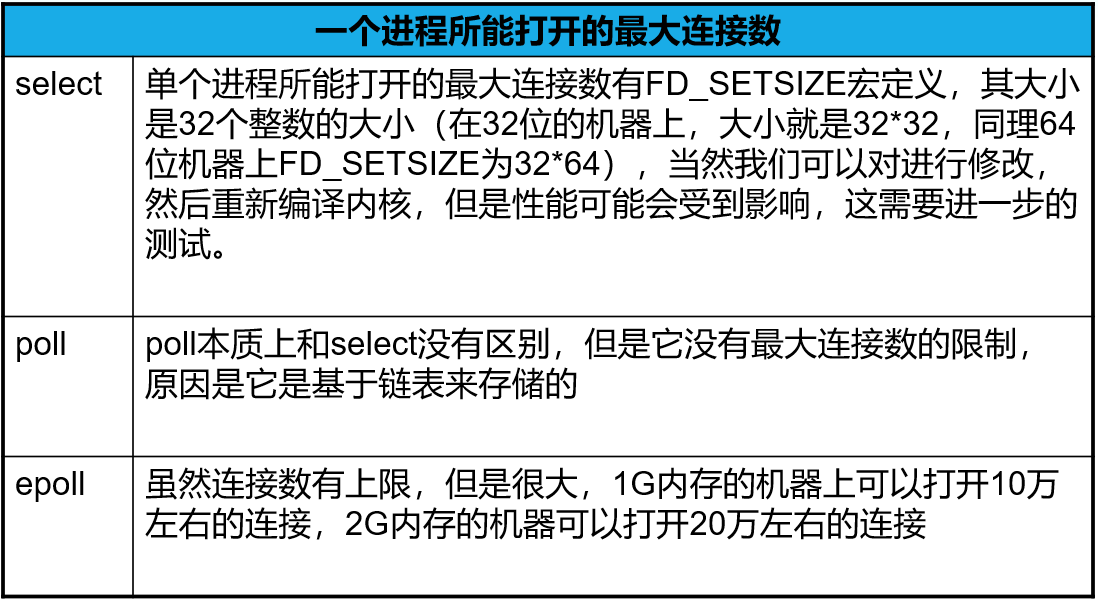 一个进程所能打开的最大连接数
select
单个进程所能打开的最大连接数有FD_SETSIZE宏定义，其大小
是32个整数的大小（在32位的机器上，大小就是32*32，同理64
位机器上FD_SETSIZE为32*64），当然我们可以对进行修改，
然后重新编译内核，但是性能可能会受到影响，这需要进一步的
测试。
poll
poll本质上和select没有区别，但是它没有最大连接数的限制，
原因是它是基于链表来存储的
epoll
虽然连接数有上限，但是很大，1G内存的机器上可以打开10万
左右的连接，2G内存的机器可以打开20万左右的连接